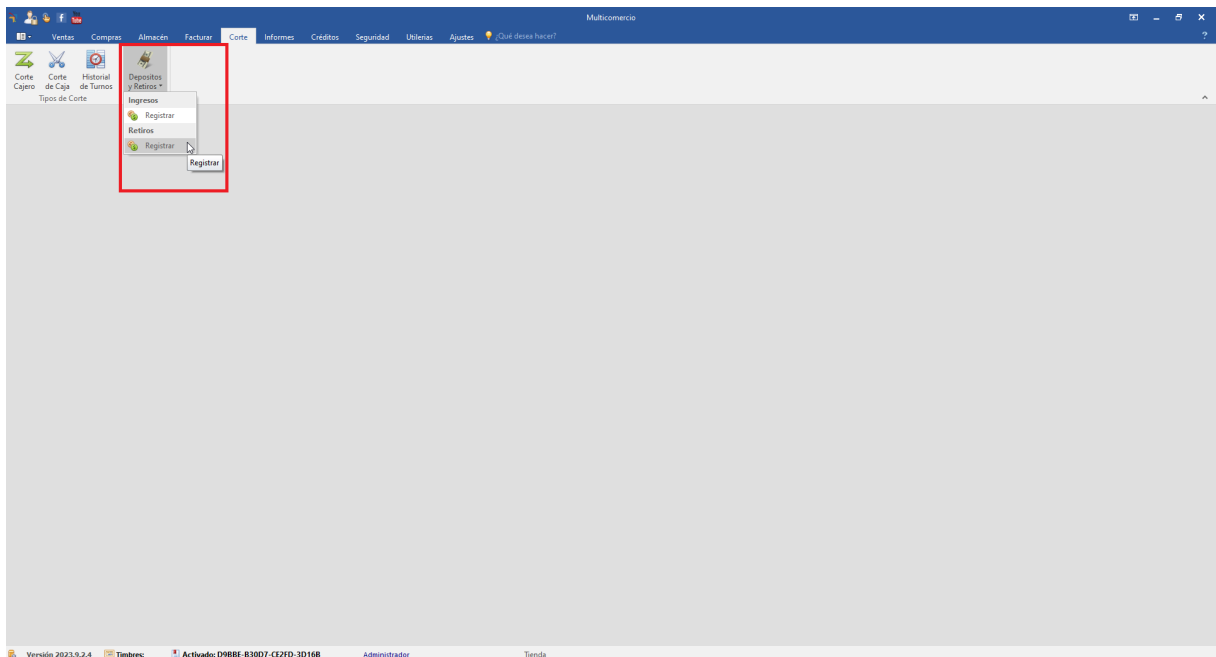 You Tube
Multicomercio
Ventas Compras Almacén Facturar Corte Informes Créditos Seguridad Utilerias Ajustes ¿Qué desea hacer?
Corte Cajero
Corte de Caja
Historial de Turnos
Depositos y Retiros
Tipos de Corte
Ingresos
Registrar
Retiros
Registrar
Registrar
Versión 2023.9.2.4 Timbres: Activado: D9BBE-B30D7-CE2FD-3D16B Administrador Tienda